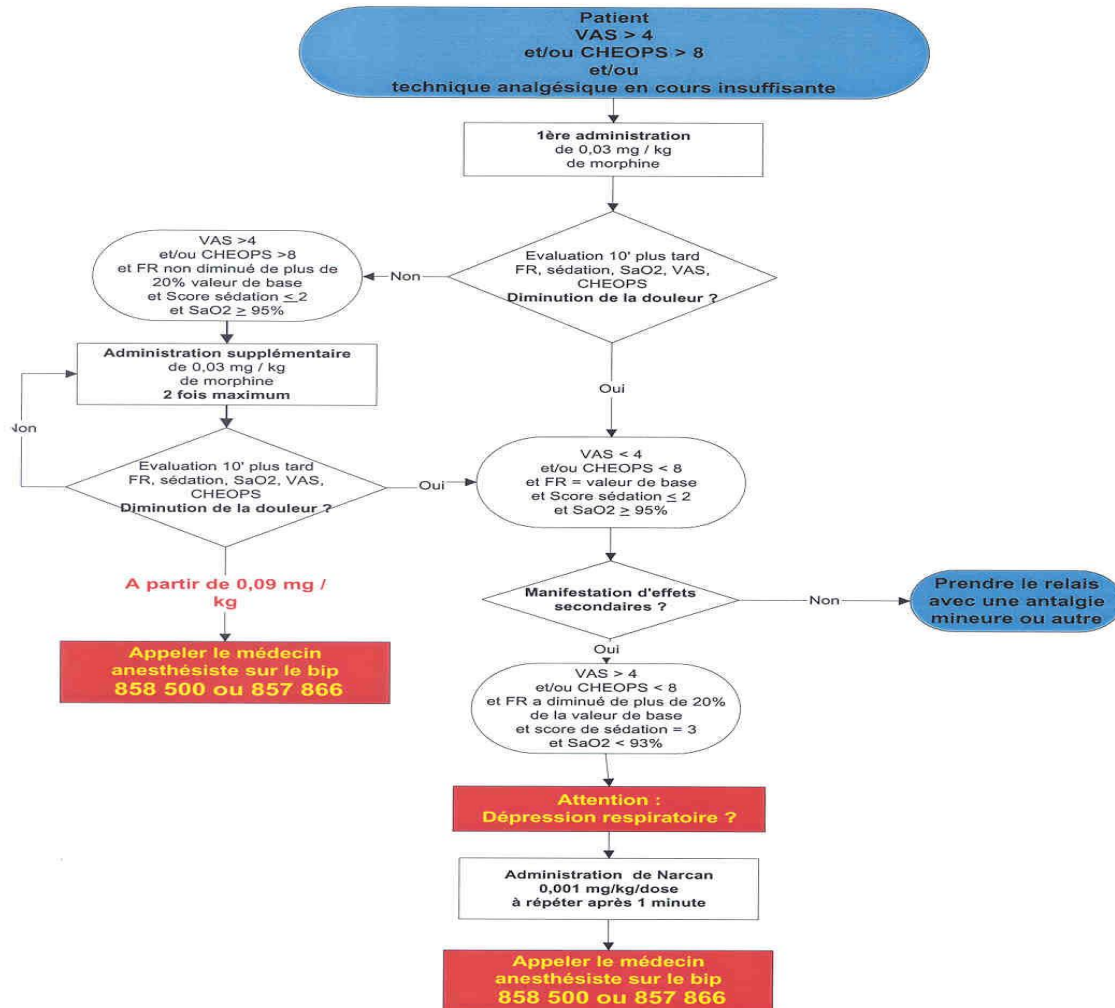 Patient
VAS > 4
et/ou CHEOPS > 8
et/ou
technique analgésique en cours insuffisante
1ère administration
de 0,03 mg / kg
de morphine
Evaluation 10' plus tard
FR, sédation, SaO2, VAS,
CHEOPS
Diminution de la douleur ?
Non
VAS >4
et/ou CHEOPS >8
et FR non diminué de plus de
20% valeur de base
et Score sédation ≤ 2
et SaO2 ≥ 95%
Administration supplémentaire
de 0,03 mg / kg
de morphine
2 fois maximum
Non
Evaluation 10' plus tard
FR, sédation, SaO2, VAS,
CHEOPS
Diminution de la douleur ?
Oui
Oui
VAS < 4
et/ou CHEOPS < 8
et FR = valeur de base
et Score sédation ≤ 2
et SaO2 ≥ 95%
A partir de 0,09 mg /
kg
Appeler le médecin
anesthésiste sur le bip
858 500 ou 857 866
Manifestation d'effets
secondaires ?
Non
Prendre le relais
avec une antalgie
mineure ou autre
Oui
VAS > 4
et/ou CHEOPS < 8
et FR a diminué de plus de 20%
de la valeur de base
et score de sédation = 3
et SaO2 < 93%
Attention :
Dépression respiratoire ?
Administration de Narcan
0,001 mg/kg/dose
à répéter après 1 minute
Appeler le médecin
anesthésiste sur le bip
858 500 ou 857 866